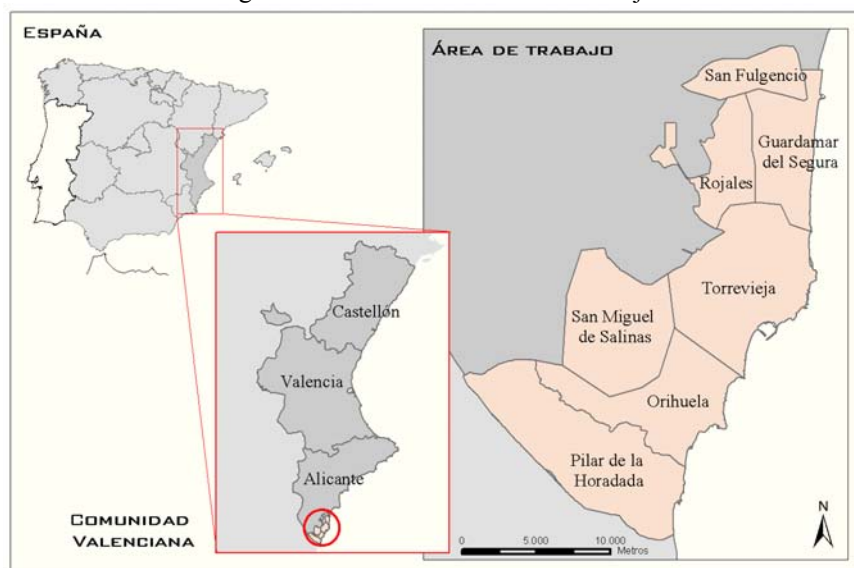 España
Área de trabajo
San Fulgencio
Guardamar
del Segura
Rojales
Torrevieja
San Miguel
de Salinas
Orihuela
Pilar de la
Horadada
Castellón
Valencia
Alicante
Comunidad
Valenciana
0 5.000 10.000
Metros
N